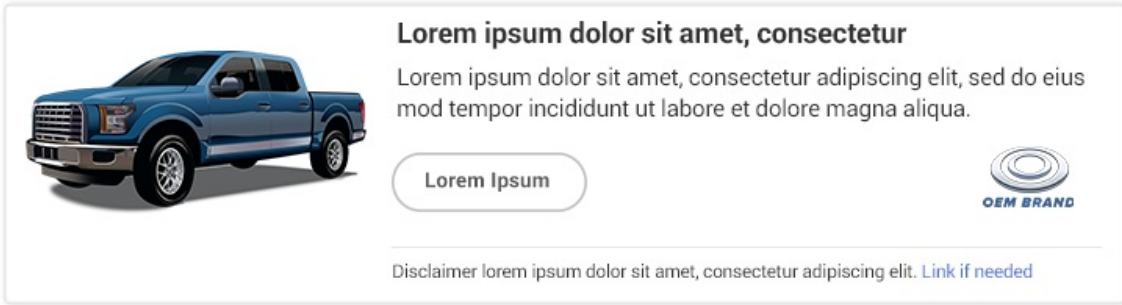 Lorem ipsum dolor sit amet, consectetur
Lorem ipsum dolor sit amet, consectetur adipiscing elit, sed do eius
mod tempor incididunt ut labore et dolore magna aliqua.
Lorem Ipsum
OEM BRAND
Disclaimer lorem ipsum dolor sit amet, consectetur adipiscing elit. Link if needed